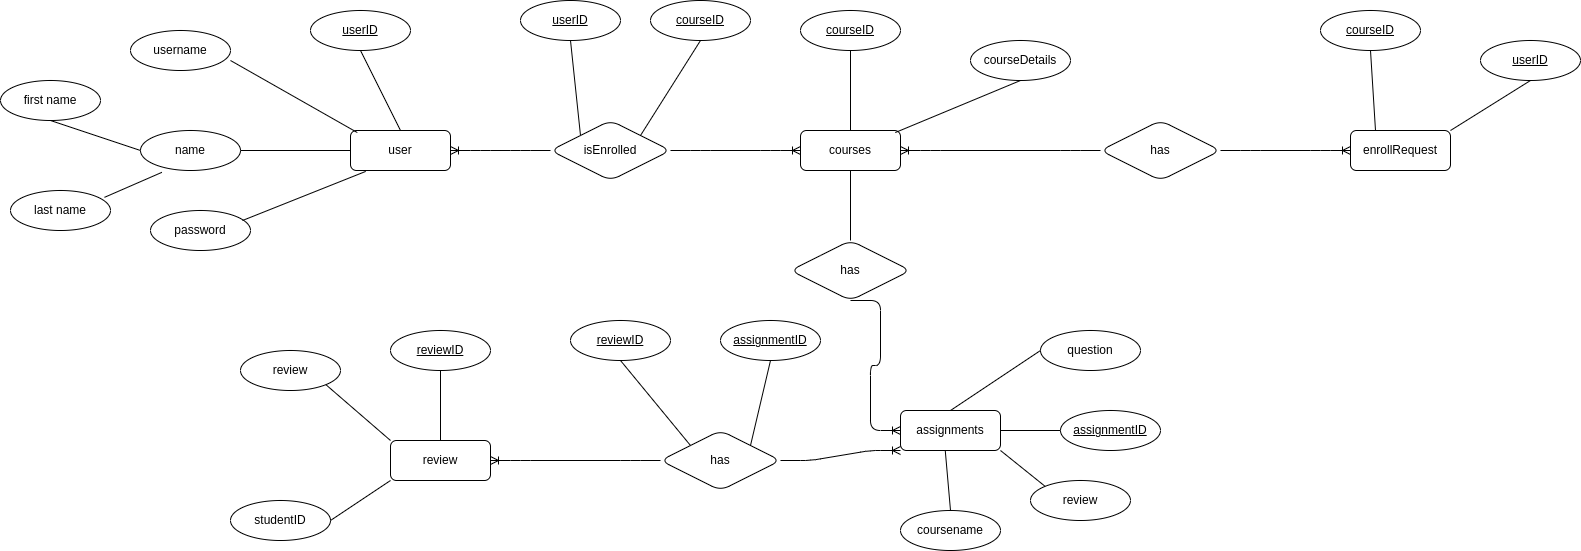 userID
courseID
userID
courseID
courseID
username
courseDetails
userID
first name
name
user
isEnrolled
courses
has
enrollRequest
last name
password
has
reviewID
reviewID
assignmentID
question
review
assignments
assignmentID
review
has
review
studentID
coursename